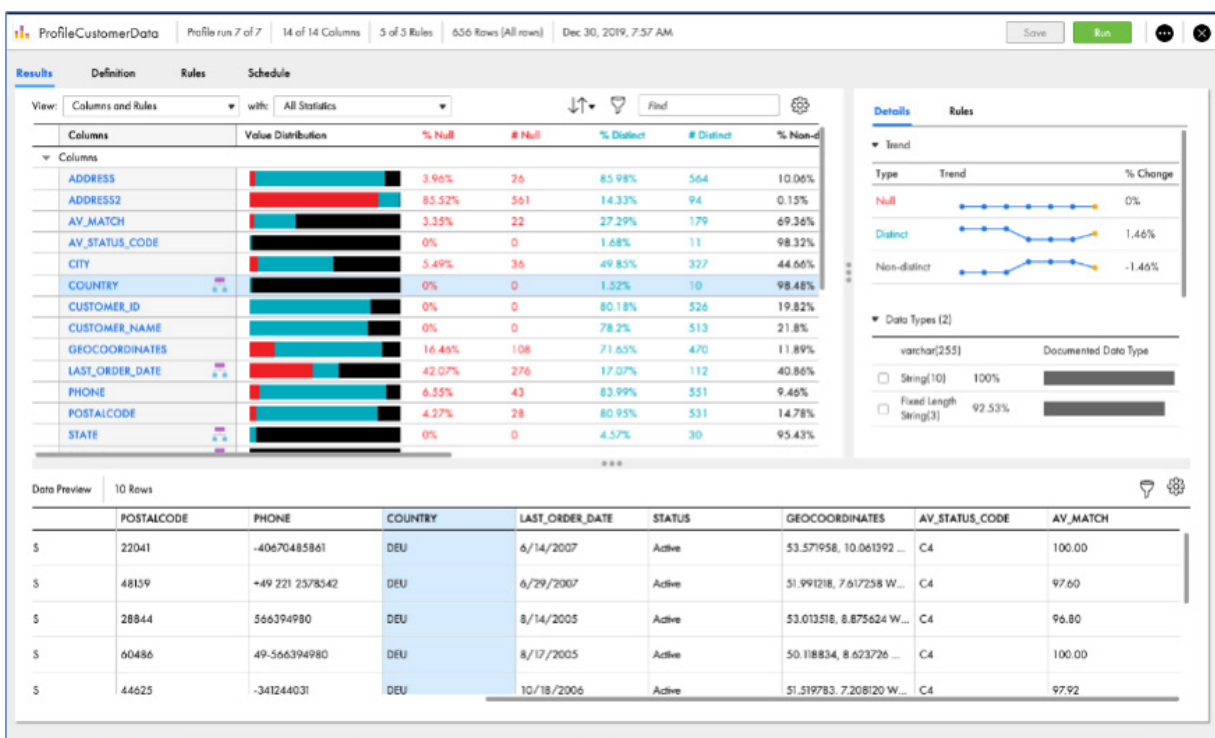 ProfileCustomerData Profile run 7 of 7 14 of 14 Columns 5 of 5 Rules 656 Rows (All rows) Dec 30, 2019, 7:57 AM Save Run
Results Definition Rules Schedule
View: Columns and Rules with: All Statistics Find
Columns Value Distribution % Null # Null % Distinct # Distinct % Non-d
Columns
ADDRESS 3.96% 26 85.98% 564 10.06%
ADDRESS2 85.52% 561 14.33% 94 0.15%
AV_MATCH 3.35% 22 27.29% 179 69.36%
AV_STATUS_CODE 0% 0 1.68% 11 98.32%
CITY 5.49% 36 49.85% 327 44.66%
COUNTRY 0% 0 1.52% 10 98.48%
CUSTOMER_ID 0% 0 80.18% 526 19.82%
CUSTOMER_NAME 0% 0 78.2% 513 21.8%
GEOCOORDINATES 16.46% 108 71.65% 470 11.89%
LAST_ORDER_DATE 42.07% 276 17.07% 112 40.86%
PHONE 6.55% 43 83.99% 551 9.46%
POSTALCODE 4.27% 28 80.95% 531 14.78%
STATE 0% 0 4.57% 30 95.43%
Details Rules
Trend
Type Trend % Change
Null 0%
Distinct 1.46%
Non-distinct -1.46%
Data Types (2)
varchar(255) Documented Data Type
String(10) 100%
Fixed Length
String(3) 92.53%
Data Preview 10 Rows
POSTALCODE PHONE COUNTRY LAST_ORDER_DATE STATUS GEOCOORDINATES AV_STATUS_CODE AV_MATCH
S 22041 -40670485861 DEU 6/14/2007 Active 53.571958, 10.061392 ... C4 100.00
S 48159 +49 221 2578542 DEU 6/29/2007 Active 51.991218, 7.617258 W... C4 97.60
S 28844 566394980 DEU 8/14/2005 Active 53.013518, 8.875624 W... C4 96.80
S 60486 49-566394980 DEU 8/17/2005 Active 50.118834, 8.623726 ... C4 100.00
S 44625 -341244031 DEU 10/18/2006 Active 51.519783, 7.208120 W... C4 97.92